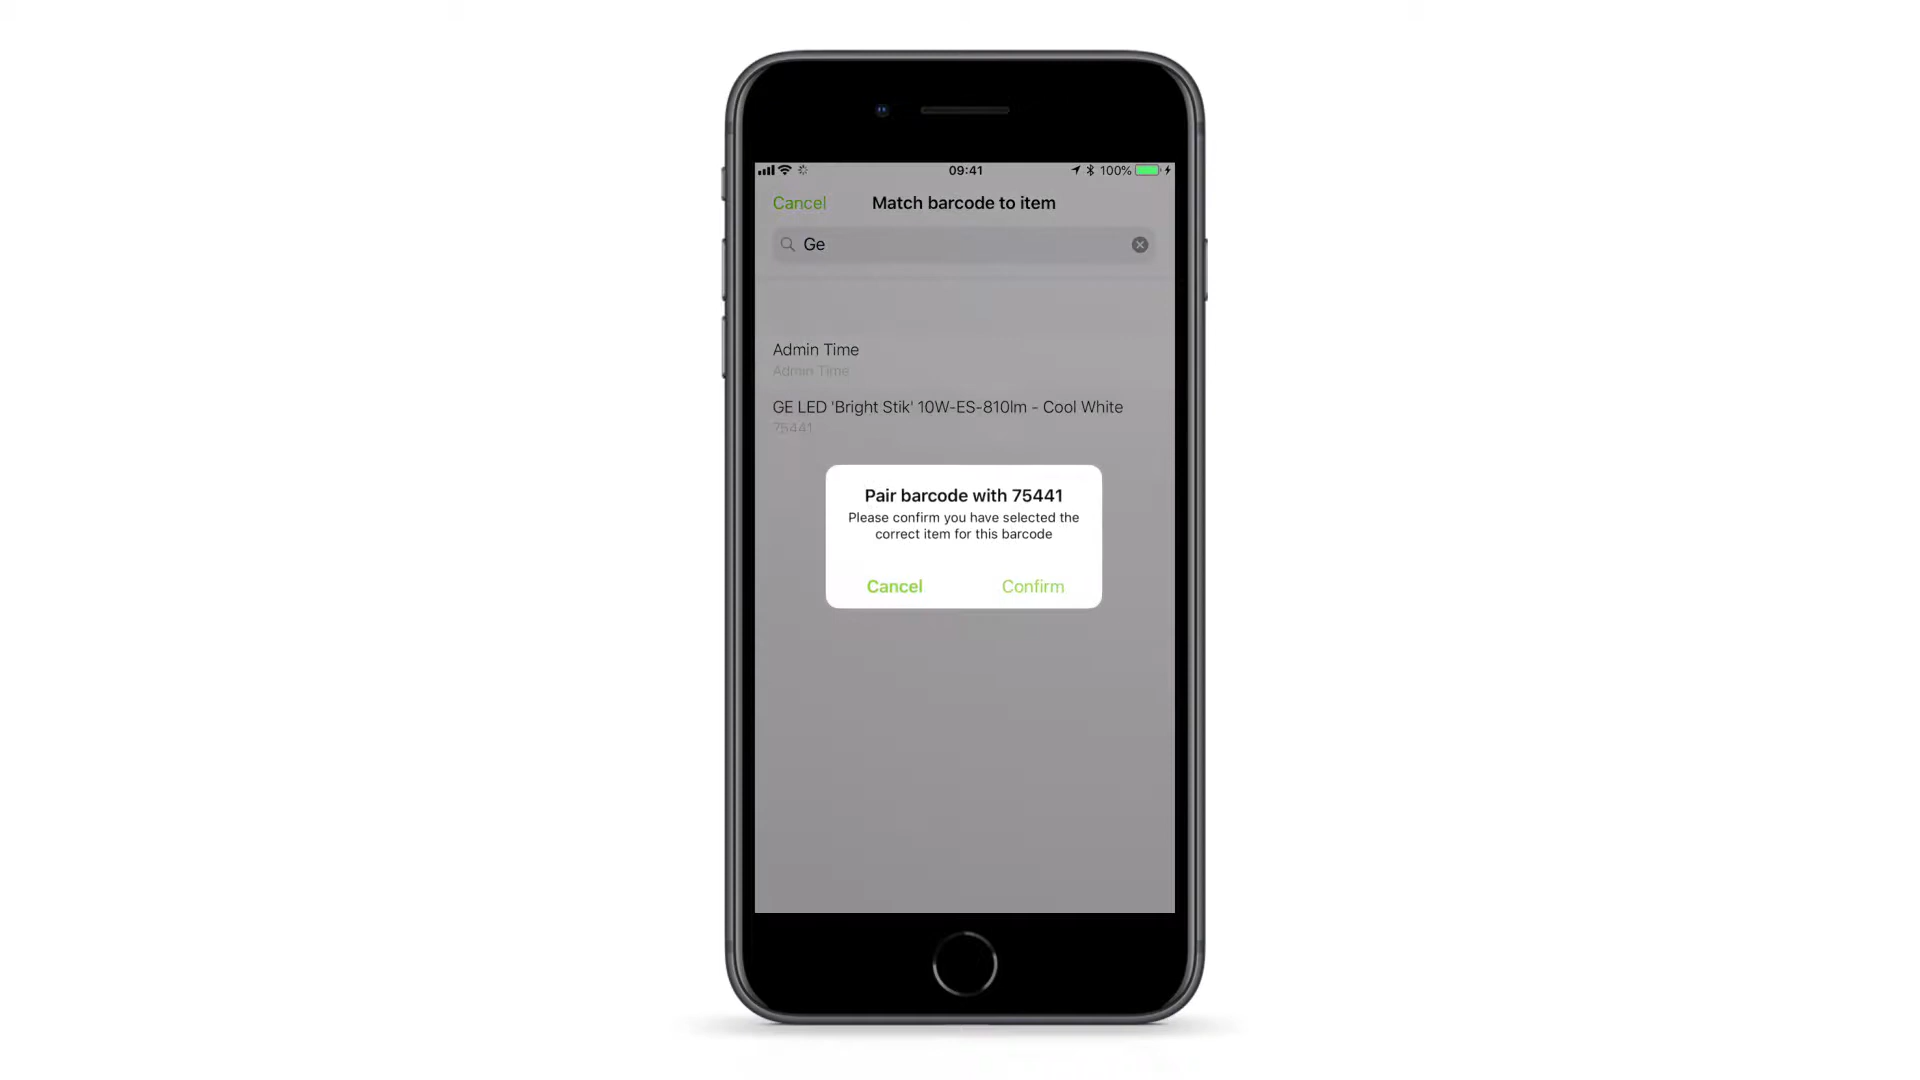 09:41
100%
Cancel
Match barcode to item
Ge
Admin Time
Admin Time
GE LED 'Bright Stik' 10W-ES-810lm - Cool White
75441
Pair barcode with 75441
Please confirm you have selected the
correct item for this barcode
Cancel
Confirm